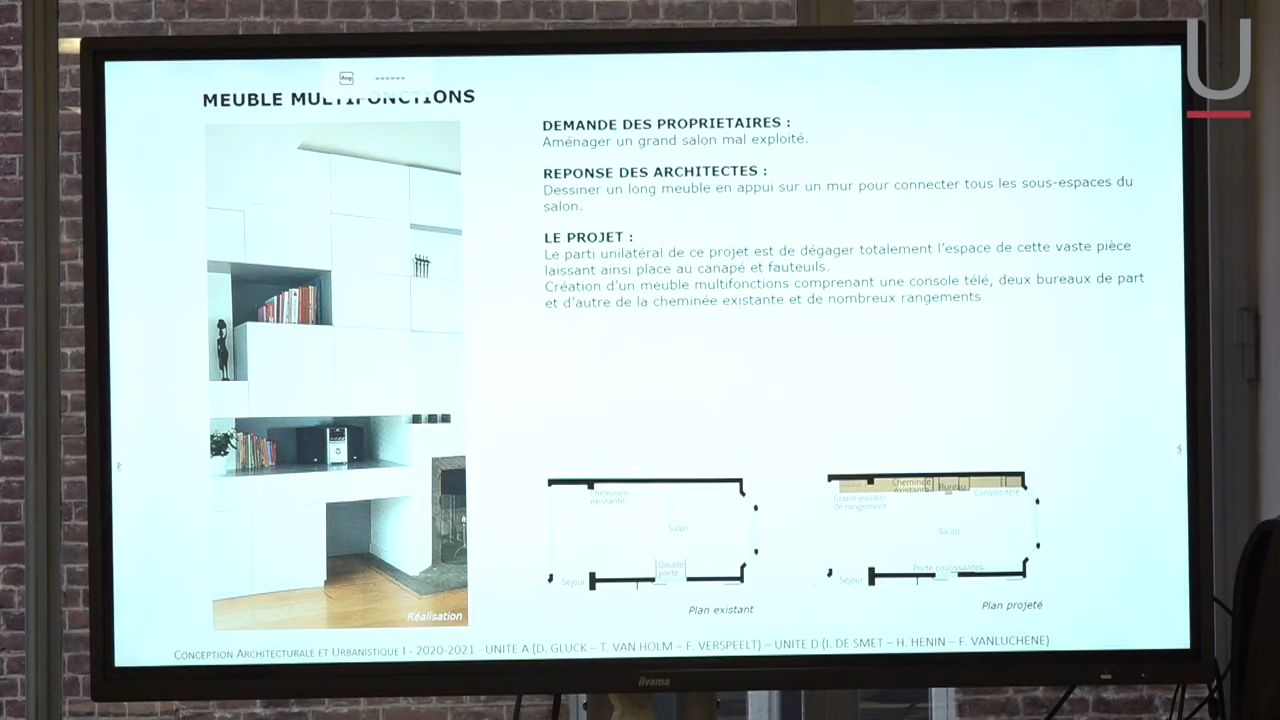 U
MEUBLE MULTIFONCTIONS
DEMANDE DES PROPRIETAIRES :
Aménager un grand salon mal exploité.
REPONSE DES ARCHITECTES :
Dessiner un long meuble en appui sur un mur pour connecter tous les sous-espaces du
salon.
LE PROJET :
Le parti unilatéral de ce projet est de dégager totalement l'espace de cette vaste pièce
laissant ainsi place au canapé et fauteuils.
Création d'un meuble multifonctions comprenant une console télé, deux bureaux de part
et d'autre de la cheminée existante et de nombreux rangements
Réalisation
Cheminée
existante
Salon
Double
porte
Séjour
Plan existant
Cheminée
existante
Bureau
Console télé
Grand meuble
de rangement
Salon
Porte coulissantes
Séjour
Plan projeté
CONCEPTION ARCHITECTURALE ET URBANISTIQUE I - 2020-2021 - UNITE A (D. GLUCK – T. VAN HOLM – F. VERSPEELT) – UNITE D (I. DE SMET – H. HENIN – F. VANLUCHENE)
iiyama